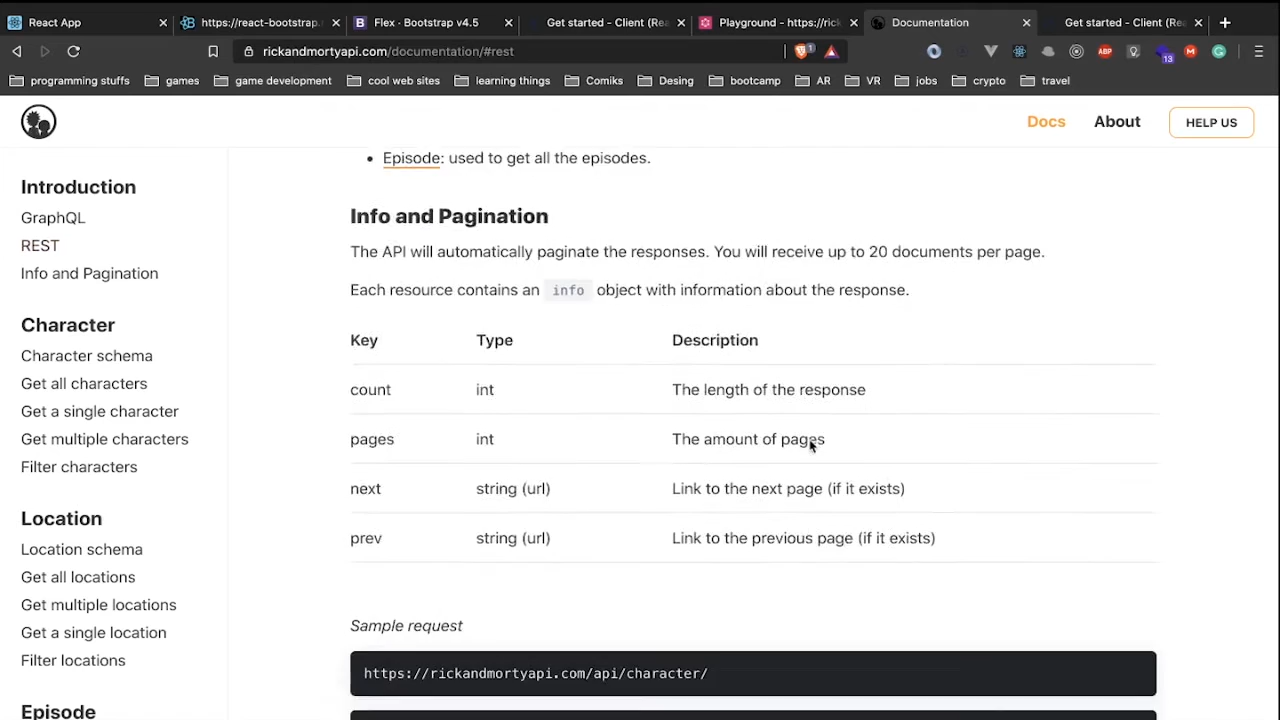 React App
https://react-bootstrap.
Flex · Bootstrap v4.5
Get started - Client (Rea
Playground - https://rick
Documentation
Get started - Client (Rea
rickandmortyapi.com/documentation/#rest
1
ABP
13
M
G
programming stuffs
games
game development
cool web sites
learning things
Comiks
Desing
bootcamp
AR
VR
jobs
crypto
travel
Docs
About
HELP US
Introduction
GraphQL
REST
Info and Pagination
Character
Character schema
Get all characters
Get a single character
Get multiple characters
Filter characters
Location
Location schema
Get all locations
Get multiple locations
Get a single location
Filter locations
Episode
Episode: used to get all the episodes.
Info and Pagination
The API will automatically paginate the responses. You will receive up to 20 documents per page.
Each resource contains an info object with information about the response.
Key Type Description
count int The length of the response
pages int The amount of pages
next string (url) Link to the next page (if it exists)
prev string (url) Link to the previous page (if it exists)
Sample request
https://rickandmortyapi.com/api/character/